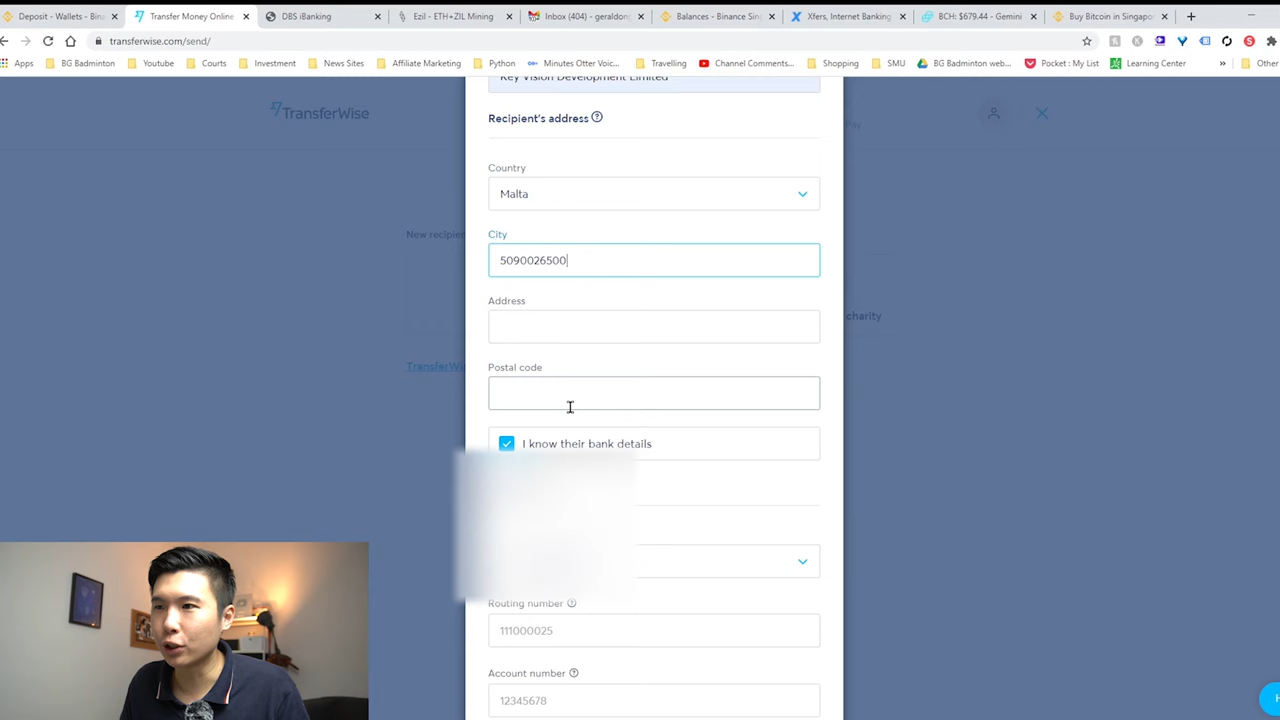 Deposit - Wallets - Binan
Transfer Money Online
DBS iBanking
Ezil - ETH+ZIL Mining
Inbox (404) - geraldong
Balances - Binance Sing
Xfers, Internet Banking
BCH: $679.44 - Gemini
Buy Bitcoin in Singapo
transferwise.com/send/
Apps
BG Badminton
Youtube
Courts
Investment
News Sites
Affiliate Marketing
Python
Minutes Otter Voic...
Travelling
Channel Comments...
Shopping
SMU
BG Badminton web...
Pocket : My List
Learning Center
Other
Key Vision Development Limited
TransferWise
Recipient's address
Pay
Country
Malta
City
New recipien
5090026500
Address
charity
Postal code
TransferWi
I know their bank details
Routing number
111000025
Account number
12345678
H